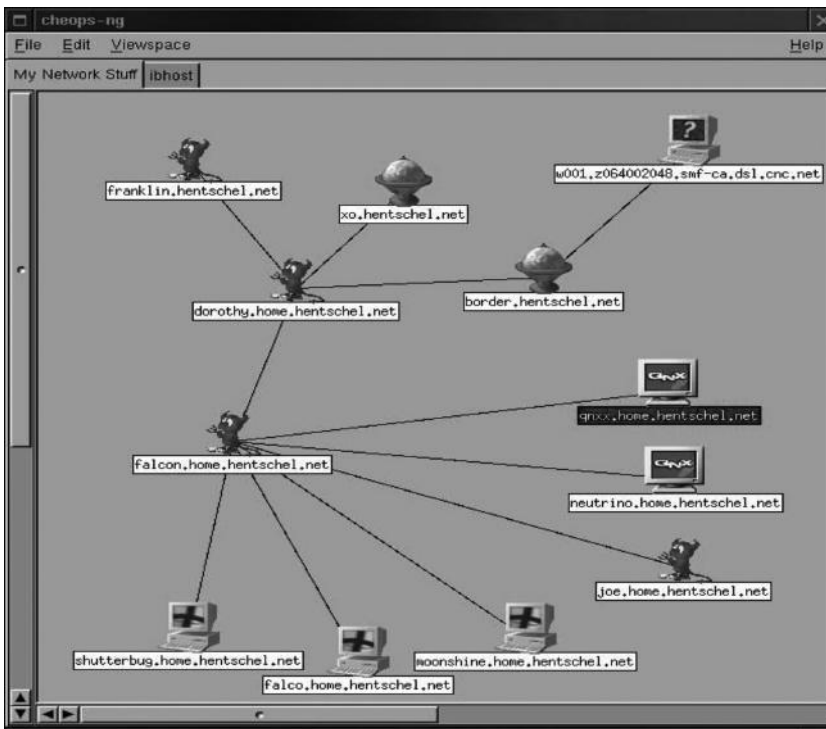 cheops-ng
File Edit Viewspace Help
My Network Stuff ibhost
franklin.hentschel.net
w001.z064002048.smf-ca.dsl.cnc.net
?
xo.hentschel.net
border.hentschel.net
dorothy.home.hentschel.net
QNX
qnxx.home.hentschel.net
falcon.home.hentschel.net
QNX
neutrino.home.hentschel.net
joe.home.hentschel.net
shutterbug.home.hentschel.net
moonshine.home.hentschel.net
falco.home.hentschel.net